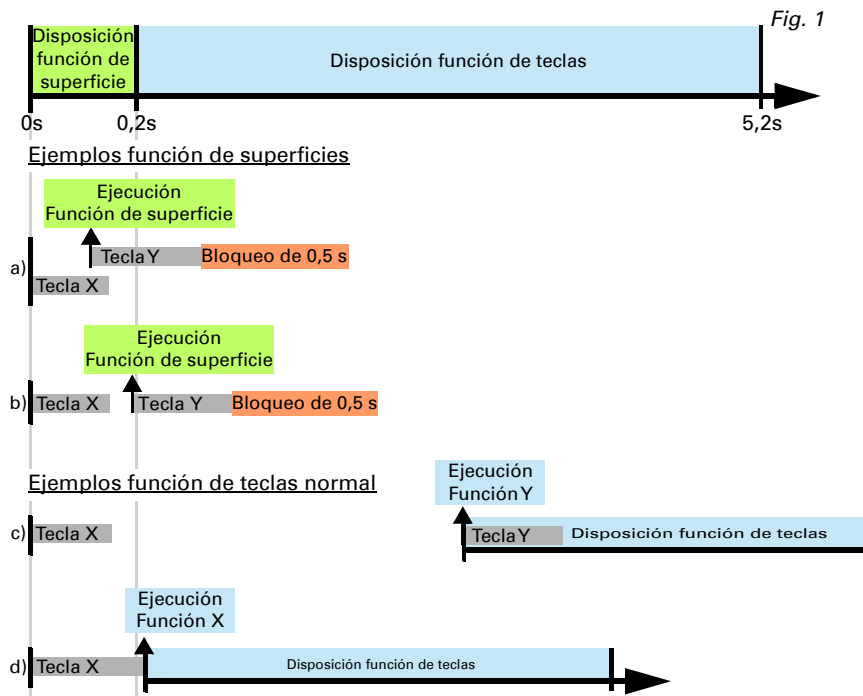 Fig. 1
Disposición
función de
superficie
Disposición función de teclas
0s
0,2s
5,2s
Ejemplos función de superficies
Ejecución
Función de superficie
a)
Tecla Y
Bloqueo de 0,5 s
Tecla X
Ejecución
Función de superficie
b)
Tecla X
Tecla Y
Bloqueo de 0,5 s
Ejemplos función de teclas normal
Ejecución
Función Y
c)
Tecla X
Tecla Y
Disposición función de teclas
Ejecución
Función X
d)
Tecla X
Disposición función de teclas